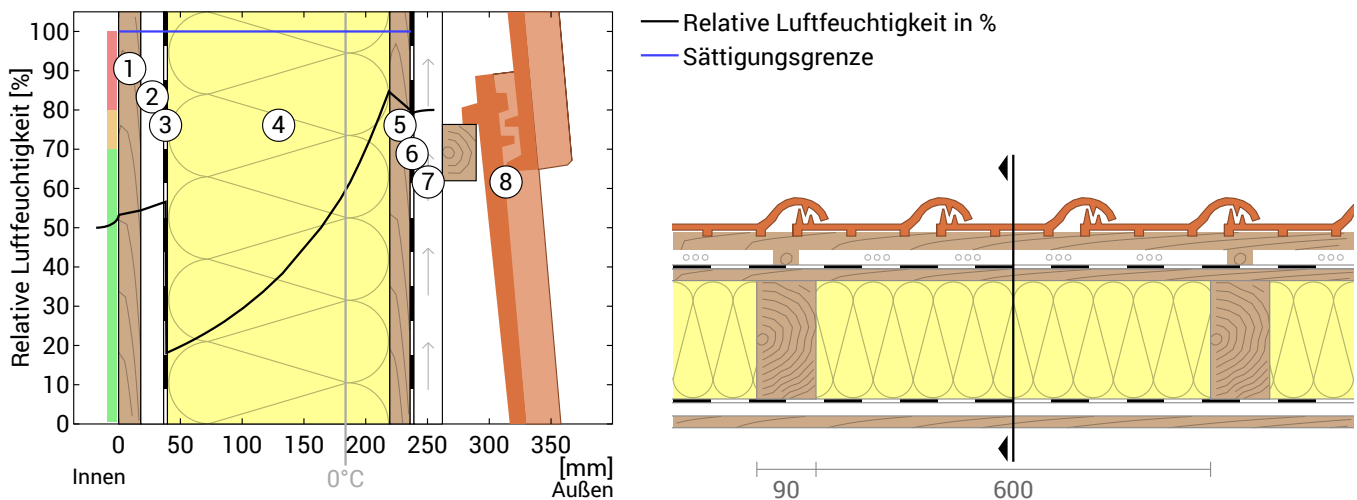 Relative Luftfeuchtigkeit [%]
100
90
80
70
60
50
40
30
20
10
0
1
2
3
4
5
6
7
8
0 50 100 150 200 250 300 350
[mm]
Innen
0°C
Außen
Relative Luftfeuchtigkeit in %
Sättigungsgrenze
90
600